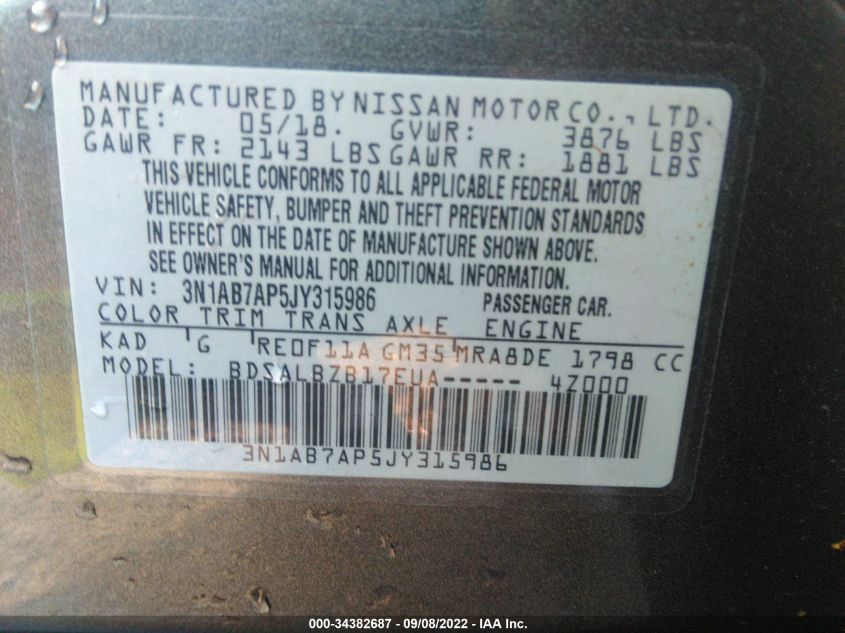 MANUFACTURED BY NISSAN MOTOR CO., LTD.
DATE: 05/18. GVWR: 3876 LBS
GAWR FR: 2143 LBS GAWR RR: 1881 LBS
THIS VEHICLE CONFORMS TO ALL APPLICABLE FEDERAL MOTOR
VEHICLE SAFETY, BUMPER AND THEFT PREVENTION STANDARDS
IN EFFECT ON THE DATE OF MANUFACTURE SHOWN ABOVE.
SEE OWNER'S MANUAL FOR ADDITIONAL INFORMATION.
VIN: 3N1AB7AP5JY315986 PASSENGER CAR.
COLOR TRIM TRANS AXLE ENGINE
KAD G RE0F11A GM35 MRA8DE 1798 CC
MODEL: BDSALBZB17EUA----- 4Z000
3N1AB7AP5JY315986
000-34382687 - 09/08/2022 - IAA Inc.